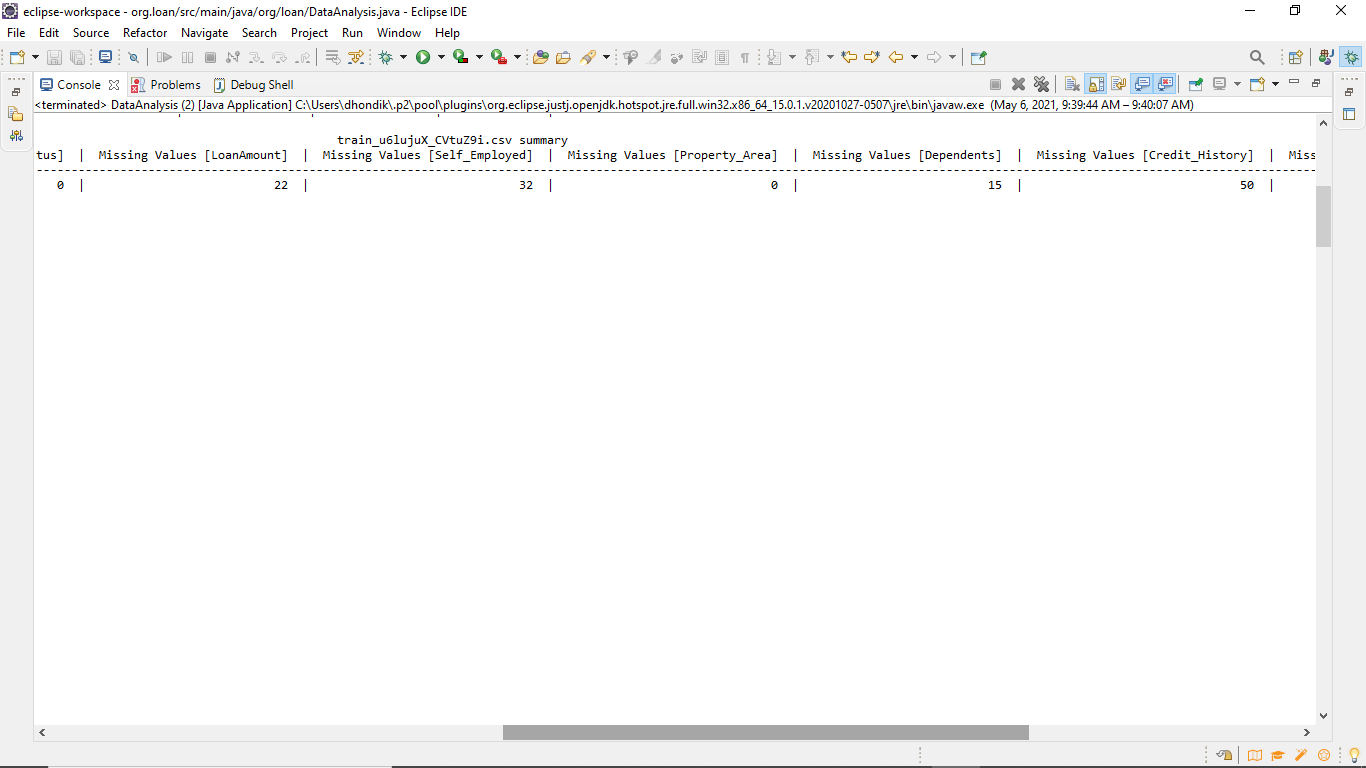 eclipse-workspace - org.loan/src/main/java/org/loan/DataAnalysis.java - Eclipse IDE
File Edit Source Refactor Navigate Search Project Run Window Help
Console Problems Debug Shell
<terminated> DataAnalysis (2) [Java Application] C:\Users\dhondik\.p2\pool\plugins\org.eclipse.justj.openjdk.hotspot.jre.full.win32.x86_64_15.0.1.v20201027-0507\jre\bin\javaw.exe (May 6, 2021, 9:39:44 AM – 9:40:07 AM)
train_u6lujuX_CVtuZ9i.csv summary
tus] | Missing Values [LoanAmount] | Missing Values [Self_Employed] | Missing Values [Property_Area] | Missing Values [Dependents] | Missing Values [Credit_History] | Miss
0 | 22 | 32 | 0 | 15 | 50 |